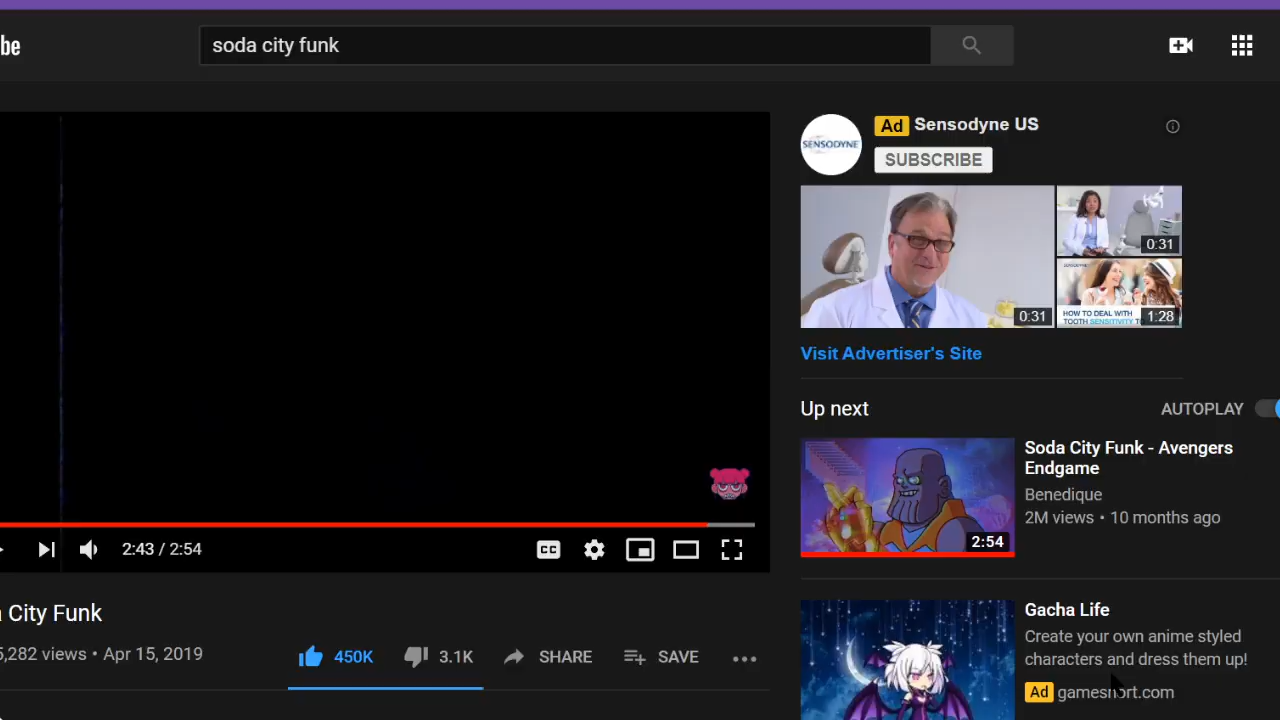 be
soda city funk
SENSODYNE
Ad Sensodyne US
SUBSCRIBE
0:31
0:31
HOW TO DEAL WITH
TOOTH SENSITIVITY TO
1:28
Visit Advertiser's Site
Up next
AUTOPLAY
Soda City Funk - Avengers
Endgame
Benedique
2M views • 10 months ago
2:54
2:43 / 2:54
CC
City Funk
5,282 views • Apr 15, 2019
450K
3.1K
SHARE
SAVE
Gacha Life
Create your own anime styled
characters and dress them up!
Ad